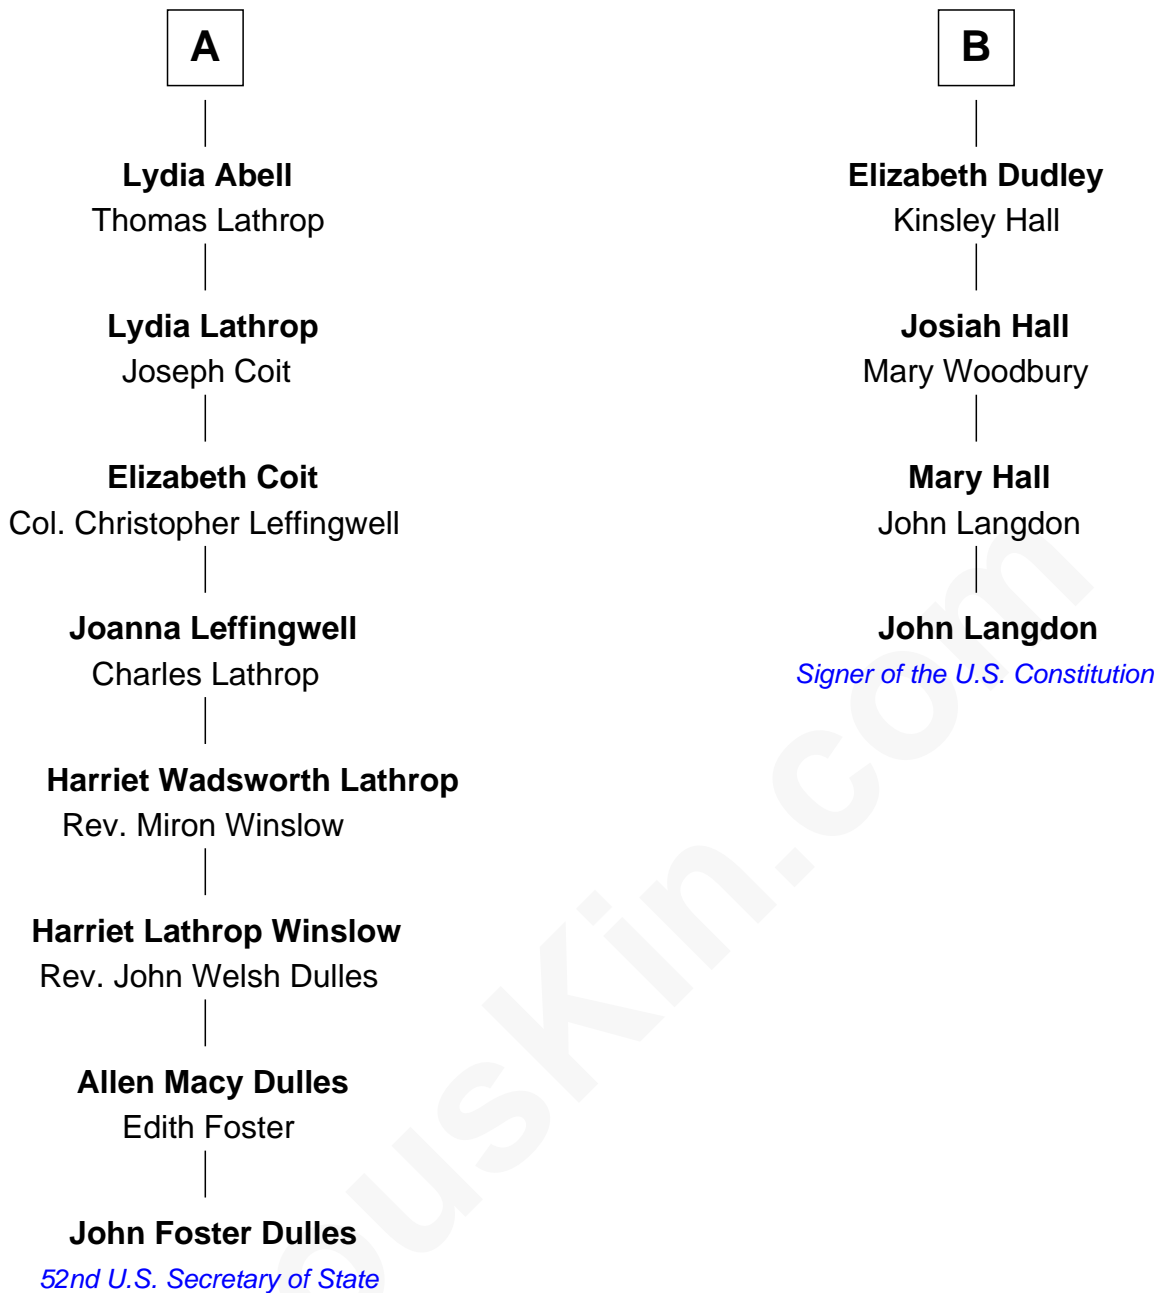 A
Lydia Abell
Thomas Lathrop
Lydia Lathrop
Joseph Coit
Elizabeth Coit
Col. Christopher Leffingwell
Joanna Leffingwell
Charles Lathrop
Harriet Wadsworth Lathrop
Rev. Miron Winslow
Harriet Lathrop Winslow
Rev. John Welsh Dulles
Allen Macy Dulles
Edith Foster
John Foster Dulles
52nd U.S. Secretary of State
B
Elizabeth Dudley
Kinsley Hall
Josiah Hall
Mary Woodbury
Mary Hall
John Langdon
John Langdon
Signer of the U.S. Constitution
ousKin.com